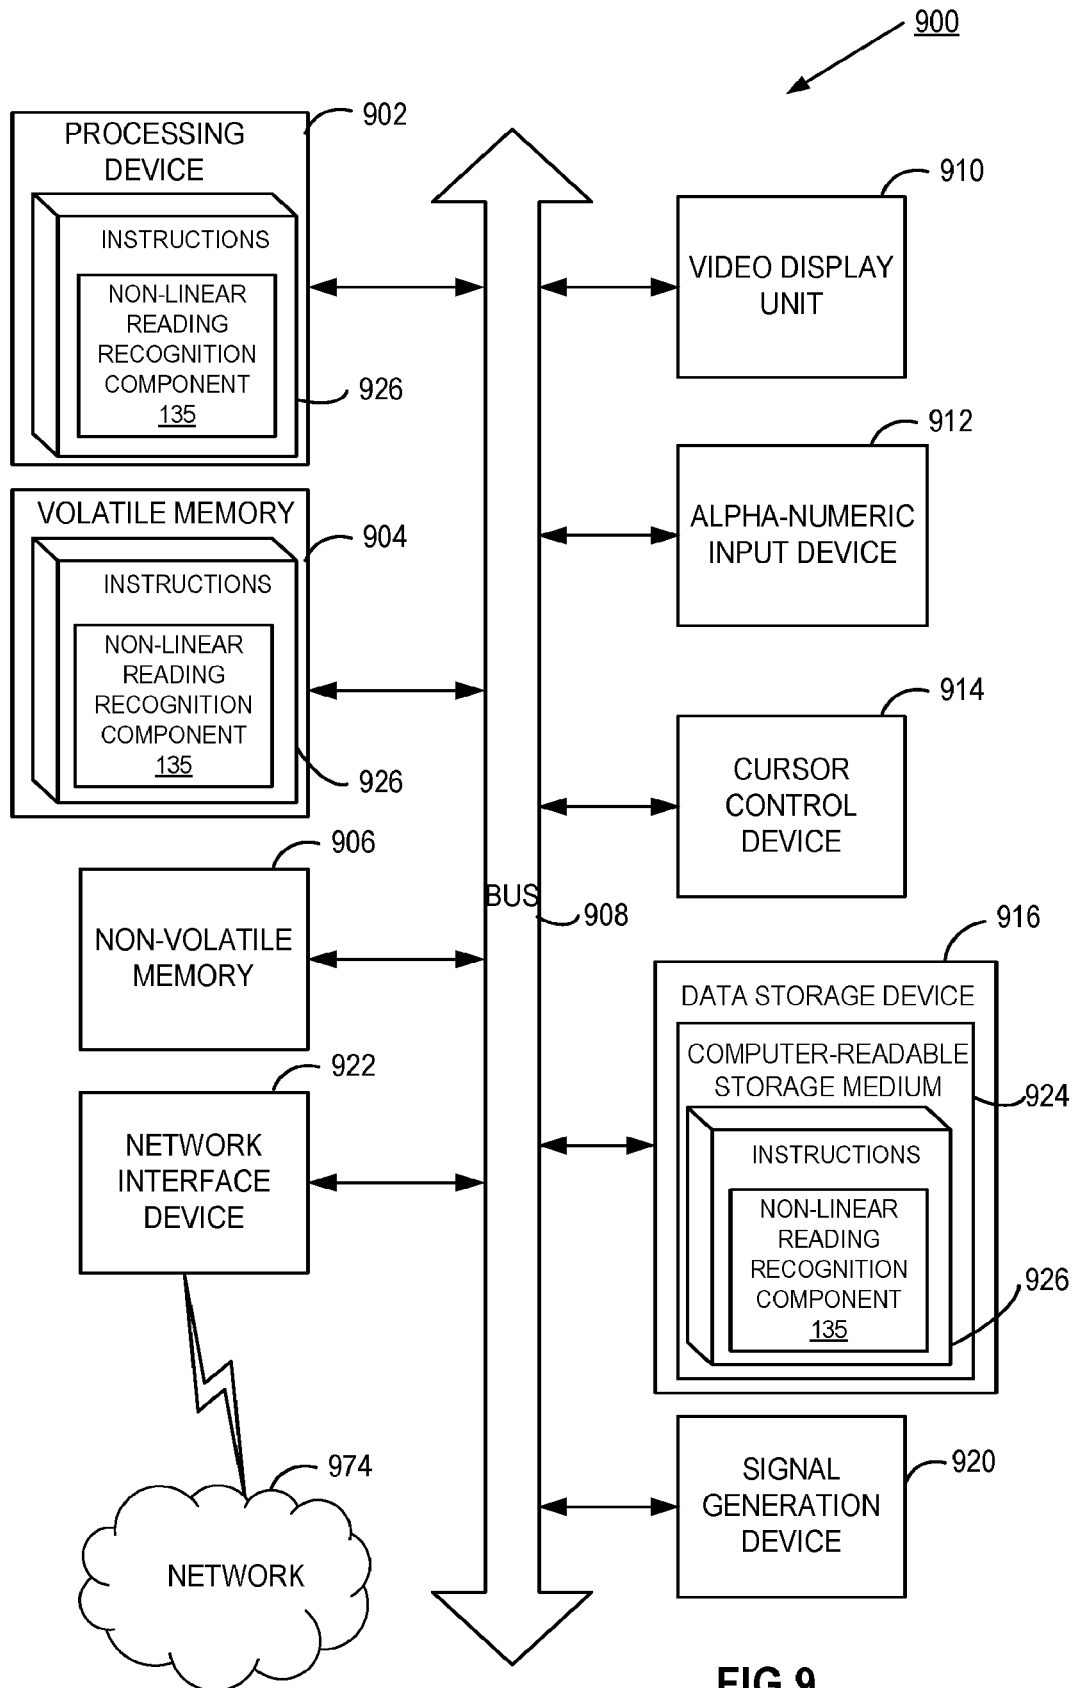 900
902
PROCESSING
DEVICE
INSTRUCTIONS
NON-LINEAR
READING
RECOGNITION
COMPONENT
135
926
VOLATILE MEMORY
904
INSTRUCTIONS
NON-LINEAR
READING
RECOGNITION
COMPONENT
135
926
906
NON-VOLATILE
MEMORY
922
NETWORK
INTERFACE
DEVICE
974
NETWORK
BUS
908
910
VIDEO DISPLAY
UNIT
912
ALPHA-NUMERIC
INPUT DEVICE
914
CURSOR
CONTROL
DEVICE
916
DATA STORAGE DEVICE
COMPUTER-READABLE
STORAGE MEDIUM
924
INSTRUCTIONS
NON-LINEAR
READING
RECOGNITION
COMPONENT
135
926
920
SIGNAL
GENERATION
DEVICE
FIG.9